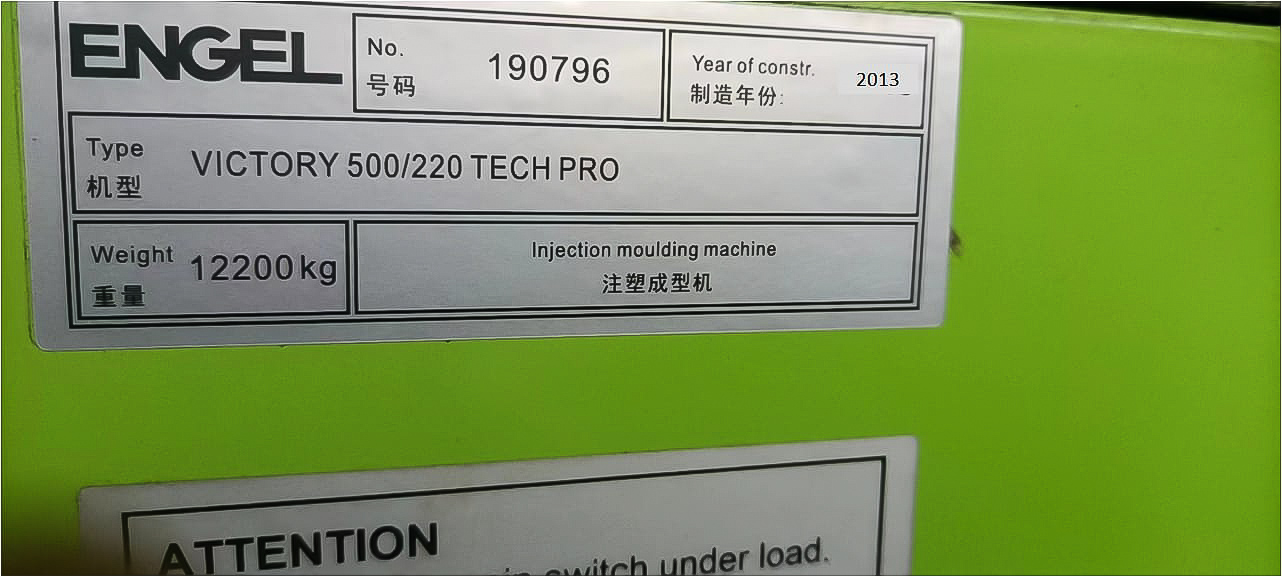 ENGEL
No.
号码
190796
Year of constr.
制造年份:
2013
Type
机型
VICTORY 500/220 TECH PRO
Weight
重量
12200kg
Injection moulding machine
注塑成型机
ATTENTION
switch under load.